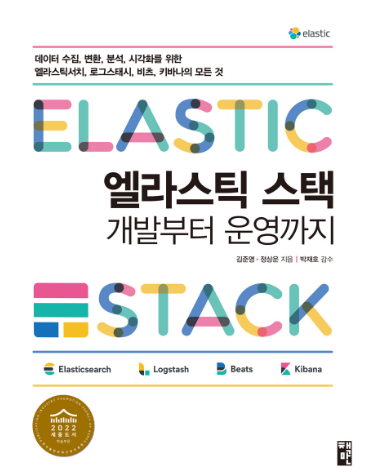 elastic
데이터 수집, 변환, 분석, 시각화를 위한
엘라스틱서치, 로그스태시, 비츠, 키바나의 모든 것
ELASTIC
엘라스틱 스택
개발부터 운영까지
김준영 · 정상운 지음 | 박재호 감수
STACK
Elasticsearch Logstash Beats Kibana
2022
세종도서
책만